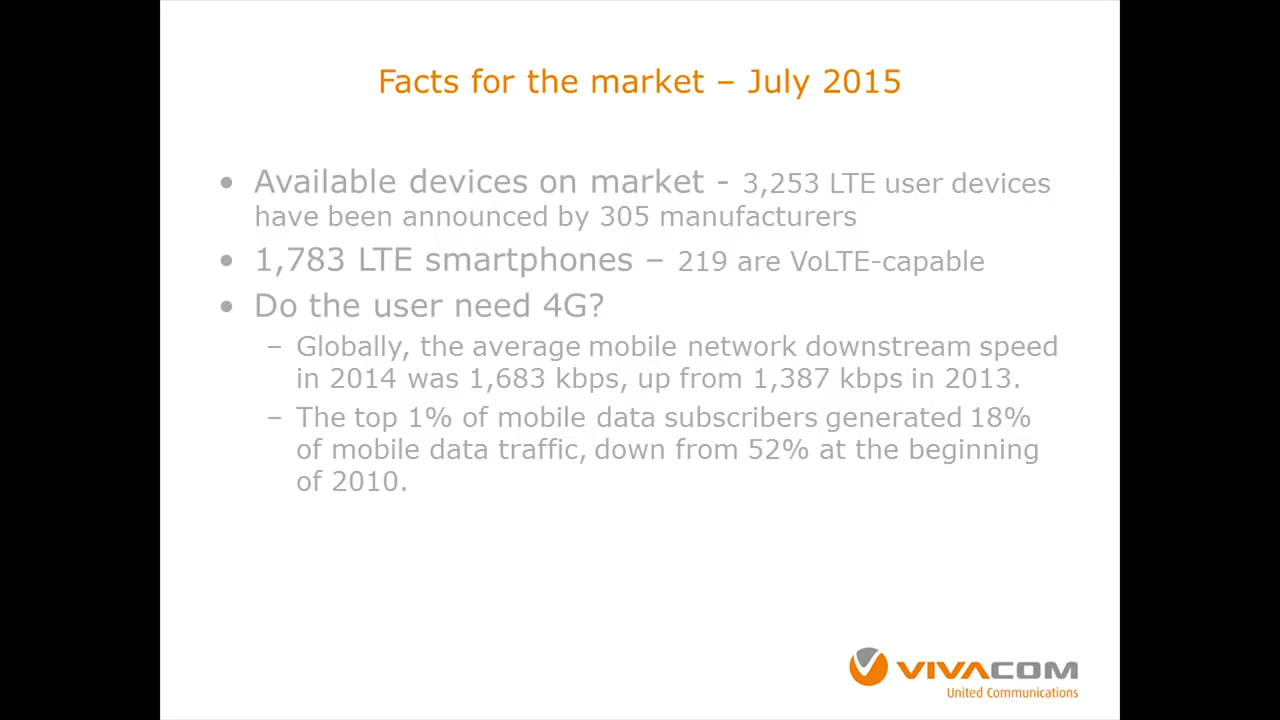 Facts for the market – July 2015
• Available devices on market - 3,253 LTE user devices
have been announced by 305 manufacturers
• 1,783 LTE smartphones – 219 are VoLTE-capable
• Do the user need 4G?
– Globally, the average mobile network downstream speed
in 2014 was 1,683 kbps, up from 1,387 kbps in 2013.
– The top 1% of mobile data subscribers generated 18%
of mobile data traffic, down from 52% at the beginning
of 2010.
VIVACOM
United Communications